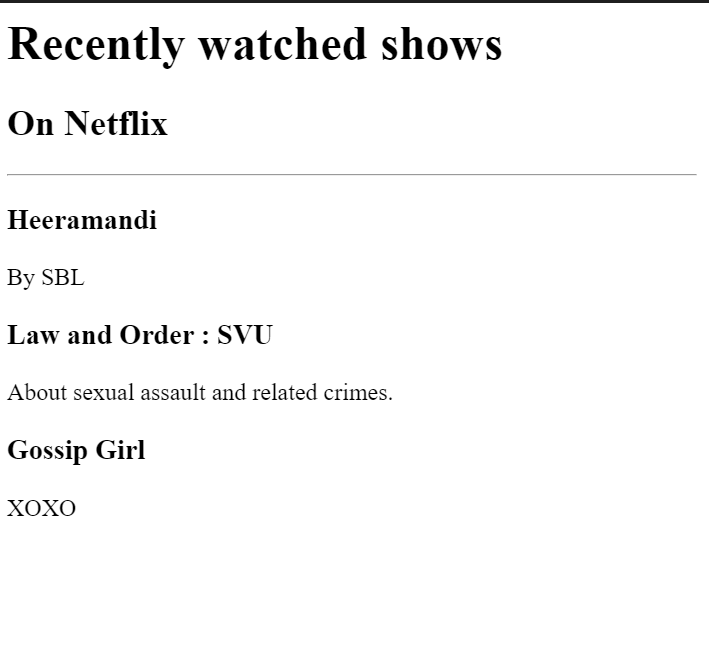 Recently watched shows
On Netflix
Heeramandi
By SBL
Law and Order : SVU
About sexual assault and related crimes.
Gossip Girl
XOXO